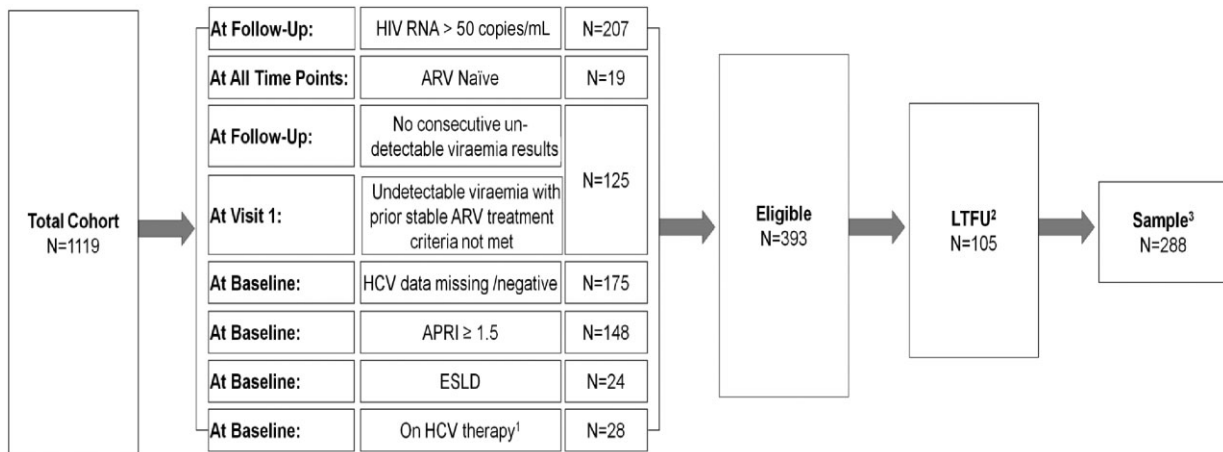 At Follow-Up: HIV RNA > 50 copies/mL N=207
At All Time Points: ARV Naïve N=19
At Follow-Up: No consecutive un-
detectable viraemia results
N=125
At Visit 1: Undetectable viraemia with
prior stable ARV treatment
criteria not met
At Baseline: HCV data missing /negative N=175
At Baseline: APRI ≥ 1.5 N=148
At Baseline: ESLD N=24
At Baseline: On HCV therapy¹ N=28
Total Cohort
N=1119
Eligible
N=393
LTFU²
N=105
Sample³
N=288